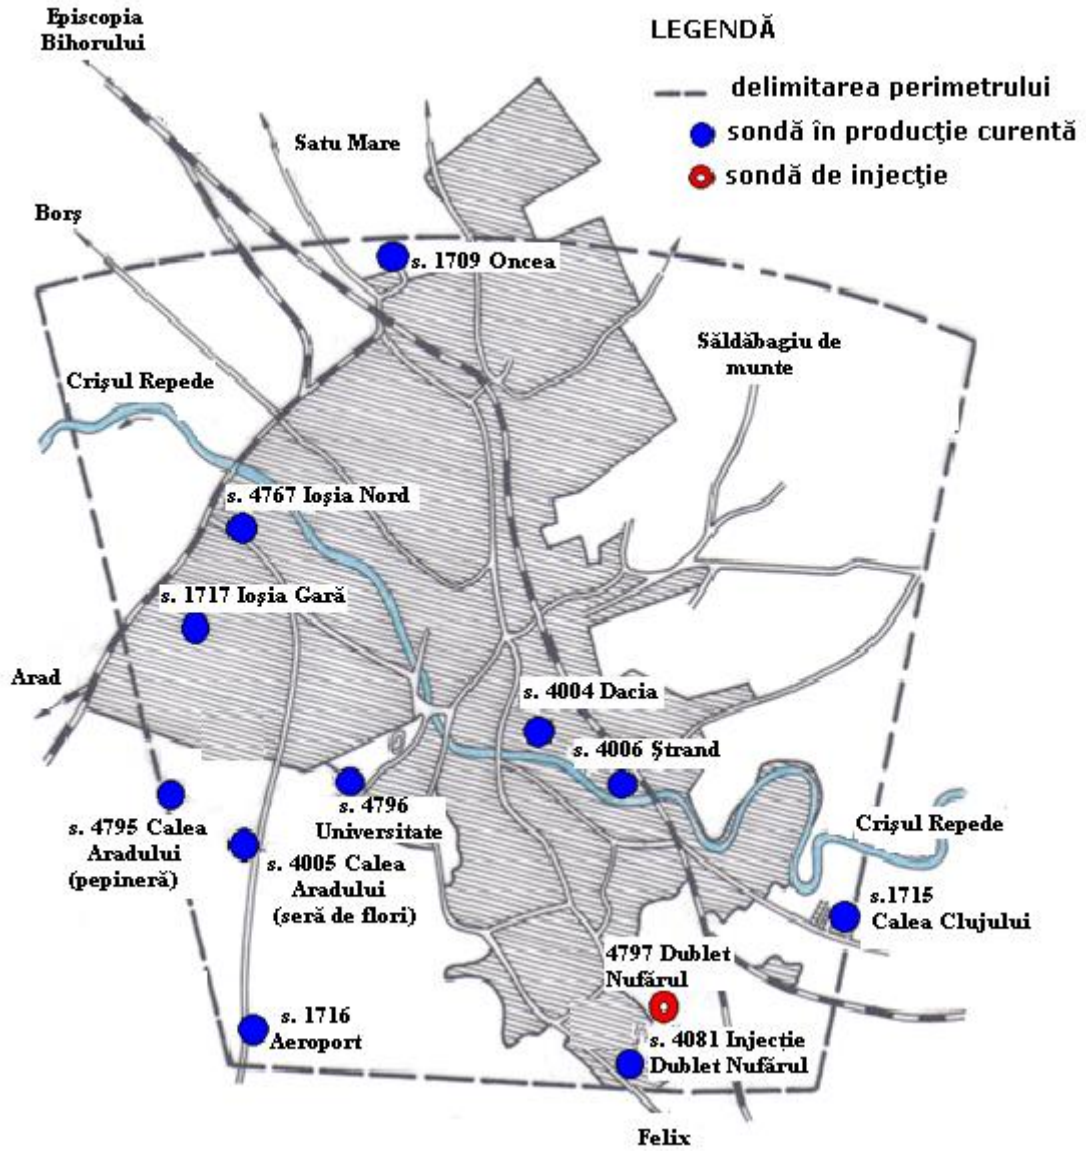 Episcopia
Bihorului
LEGENDĂ
delimitarea perimetrului
sondă în producţie curentă
sondă de injecţie
Satu Mare
Borş
s. 1709 Oncea
Săldăbagiu de
munte
Crişul Repede
s. 4767 Ioşia Nord
s. 1717 Ioşia Gară
Arad
s. 4004 Dacia
s. 4006 Ştrand
s. 4796
Universitate
s. 4795 Calea
Aradului
(pepineră)
s. 4005 Calea
Aradului
(seră de flori)
Crişul Repede
s.1715
Calea Clujului
4797 Dublet
Nufărul
s. 1716
Aeroport
s. 4081 Injecţie
Dublet Nufărul
Felix